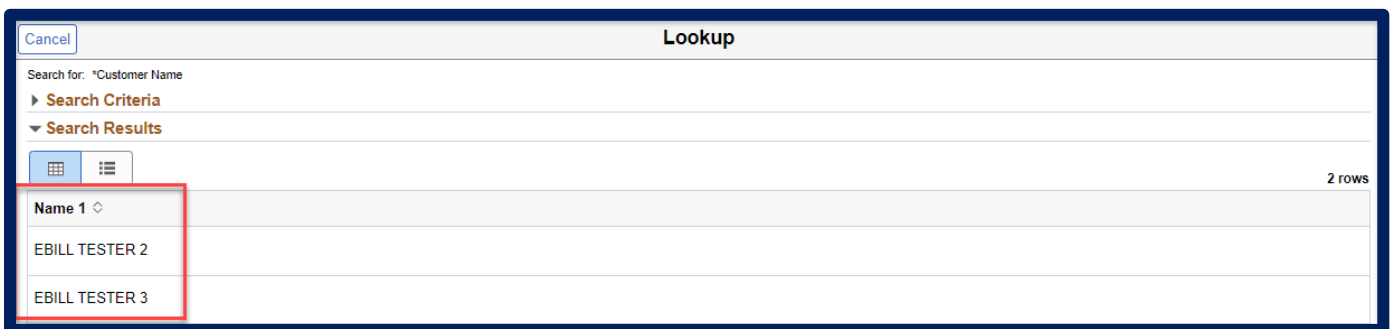 Cancel
Lookup
Search for: *Customer Name
Search Criteria
Search Results
2 rows
Name 1
EBILL TESTER 2
EBILL TESTER 3